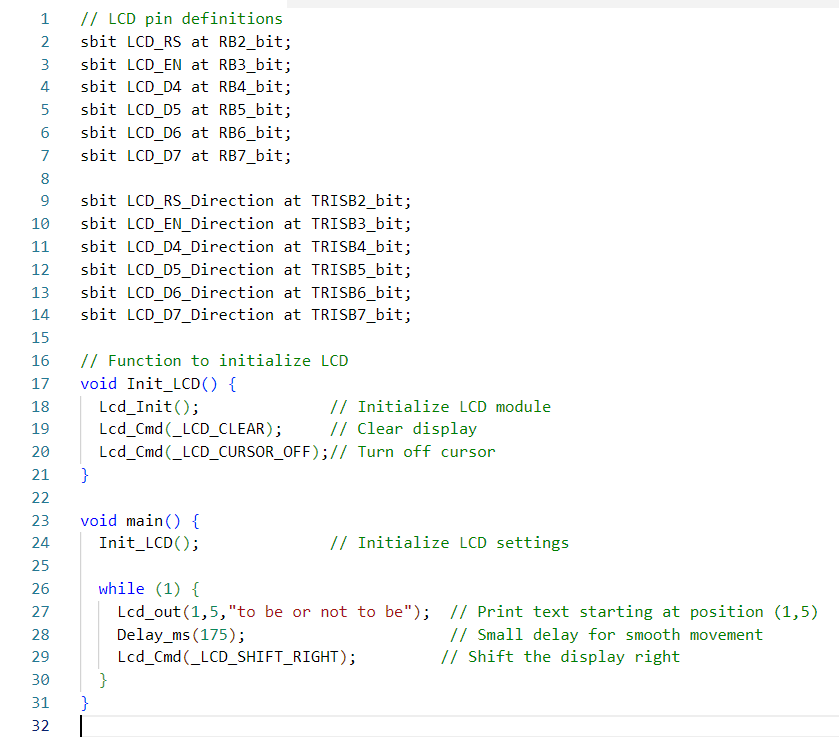 1 // LCD pin definitions
2 sbit LCD_RS at RB2_bit;
3 sbit LCD_EN at RB3_bit;
4 sbit LCD_D4 at RB4_bit;
5 sbit LCD_D5 at RB5_bit;
6 sbit LCD_D6 at RB6_bit;
7 sbit LCD_D7 at RB7_bit;
8
9 sbit LCD_RS_Direction at TRISB2_bit;
10 sbit LCD_EN_Direction at TRISB3_bit;
11 sbit LCD_D4_Direction at TRISB4_bit;
12 sbit LCD_D5_Direction at TRISB5_bit;
13 sbit LCD_D6_Direction at TRISB6_bit;
14 sbit LCD_D7_Direction at TRISB7_bit;
15
16 // Function to initialize LCD
17 void Init_LCD() {
18   Lcd_Init();              // Initialize LCD module
19   Lcd_Cmd(_LCD_CLEAR);     // Clear display
20   Lcd_Cmd(_LCD_CURSOR_OFF);// Turn off cursor
21 }
22
23 void main() {
24   Init_LCD();              // Initialize LCD settings
25
26   while (1) {
27     Lcd_out(1,5,"to be or not to be");  // Print text starting at position (1,5)
28     Delay_ms(175);                      // Small delay for smooth movement
29     Lcd_Cmd(_LCD_SHIFT_RIGHT);         // Shift the display right
30   }
31 }
32